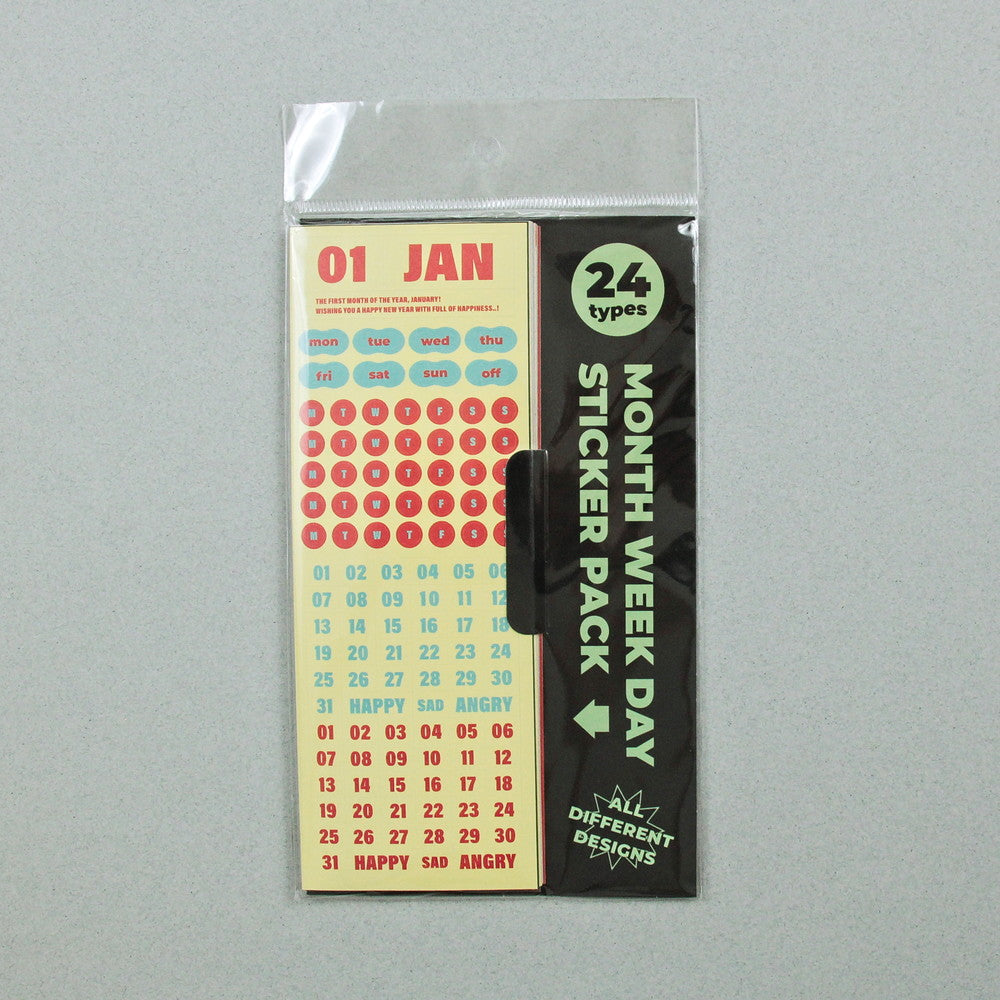 01 JAN
THE FIRST MONTH OF THE YEAR, JANUARY!
WISHING YOU A HAPPY NEW YEAR WITH FULL OF HAPPINESS..!
mon tue wed thu
fri sat sun off
M T W T F S S
M T W T F S S
M T W T F S S
M T W T F S S
M T W T F S S
01 02 03 04 05 06
07 08 09 10 11 12
13 14 15 16 17 18
19 20 21 22 23 24
25 26 27 28 29 30
31 HAPPY SAD ANGRY
01 02 03 04 05 06
07 08 09 10 11 12
13 14 15 16 17 18
19 20 21 22 23 24
25 26 27 28 29 30
31 HAPPY SAD ANGRY
24
types
MONTH WEEK DAY
STICKER PACK
ALL
DIFFERENT
DESIGNS